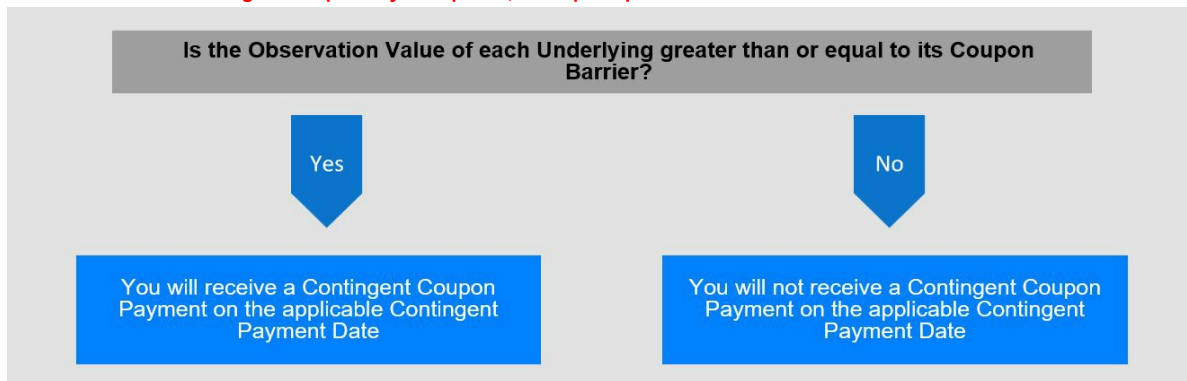 Is the Observation Value of each Underlying greater than or equal to its Coupon
Barrier?
Yes
No
You will receive a Contingent Coupon
Payment on the applicable Contingent
Payment Date
You will not receive a Contingent Coupon
Payment on the applicable Contingent
Payment Date